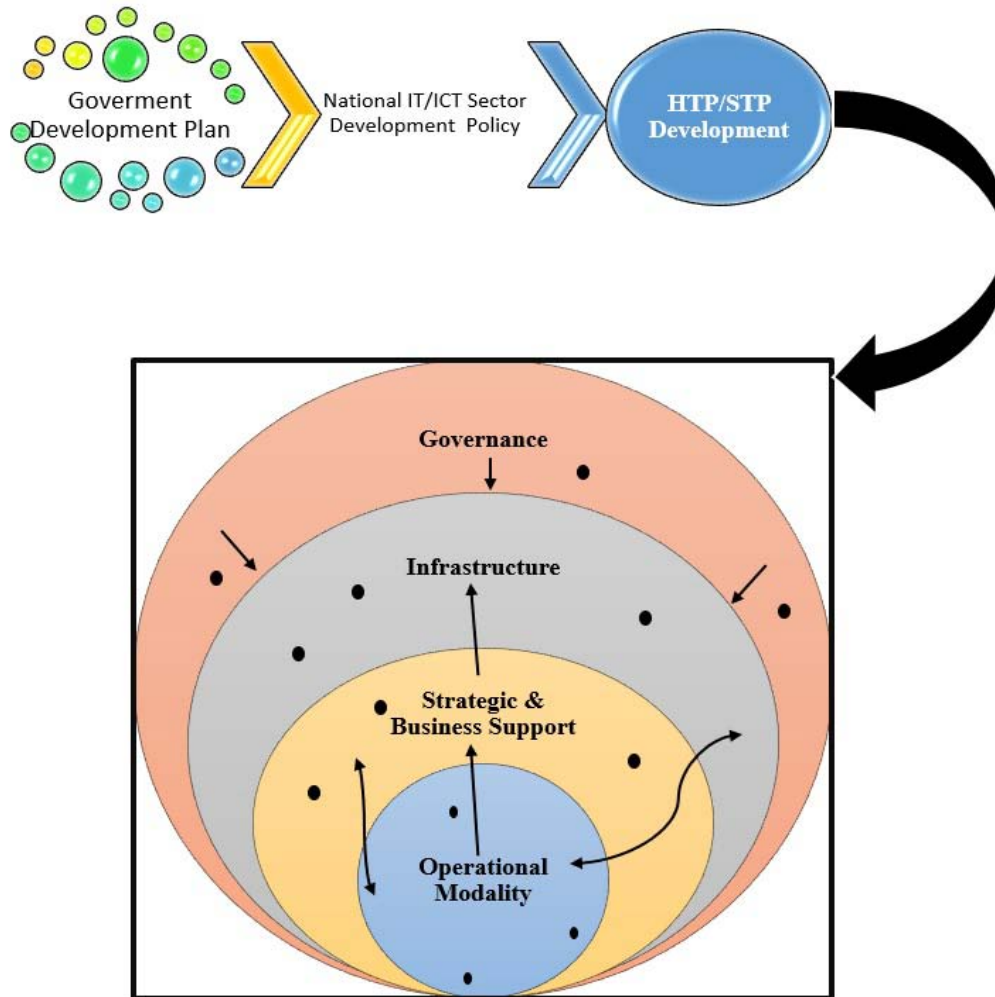 Goverment
Development Plan
National IT/ICT Sector
Development Policy
HTP/STP
Development
Governance
Infrastructure
Strategic &
Business Support
Operational
Modality